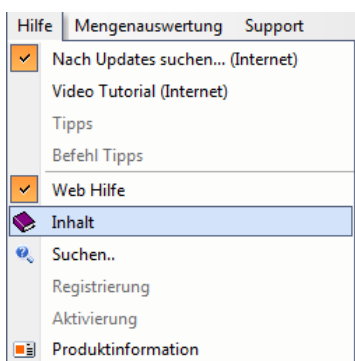 Hilfe Mengenauswertung Support
Nach Updates suchen... (Internet)
Video Tutorial (Internet)
Tipps
Befehl Tipps
Web Hilfe
Inhalt
Suchen..
Registrierung
Aktivierung
Produktinformation